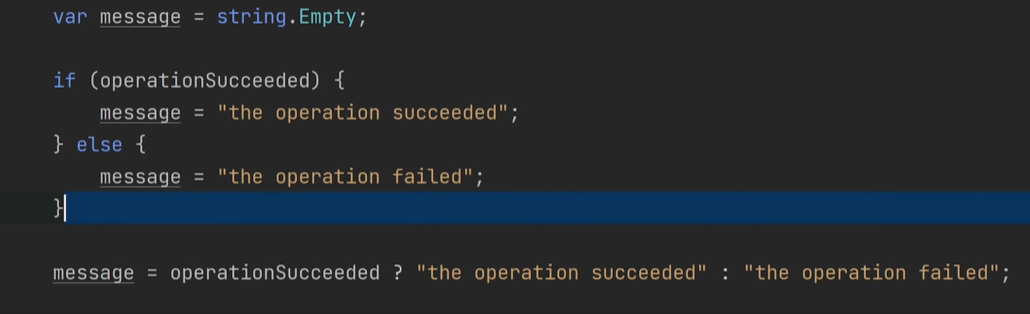 var message = string.Empty;
if (operationSucceeded) {
    message = "the operation succeeded";
} else {
    message = "the operation failed";
}
message = operationSucceeded ? "the operation succeeded" : "the operation failed";